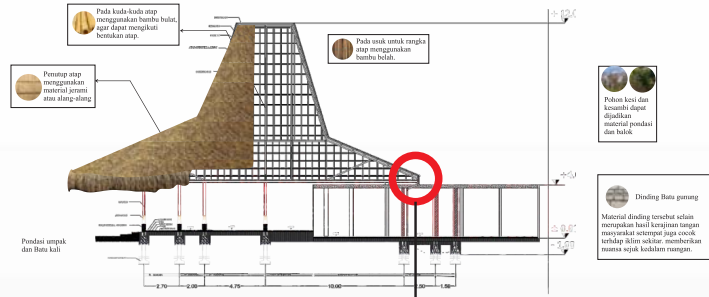 Pada kuda-kuda atap
menggunakan bambu bulat,
agar dapat mengikuti
bentukan atap.
Pada usuk untuk rangka
atap menggunakan
bambu belah.
Penutup atap
menggunakan
material jerami
atau alang-alang
Pohon kesi dan
kesambi dapat
dijadikan
material pondasi
dan balok
Dinding Batu gunung
Material dinding tersebut selain
merupakan hasil kerajinan tangan
masyarakat setempat juga cocok
terhadap iklim sekitar. memberikan
nuansa sejuk kedalam ruangan.
Pondasi umpak
dan Batu kali
2.70 2.00 4.75 10.00 1.50